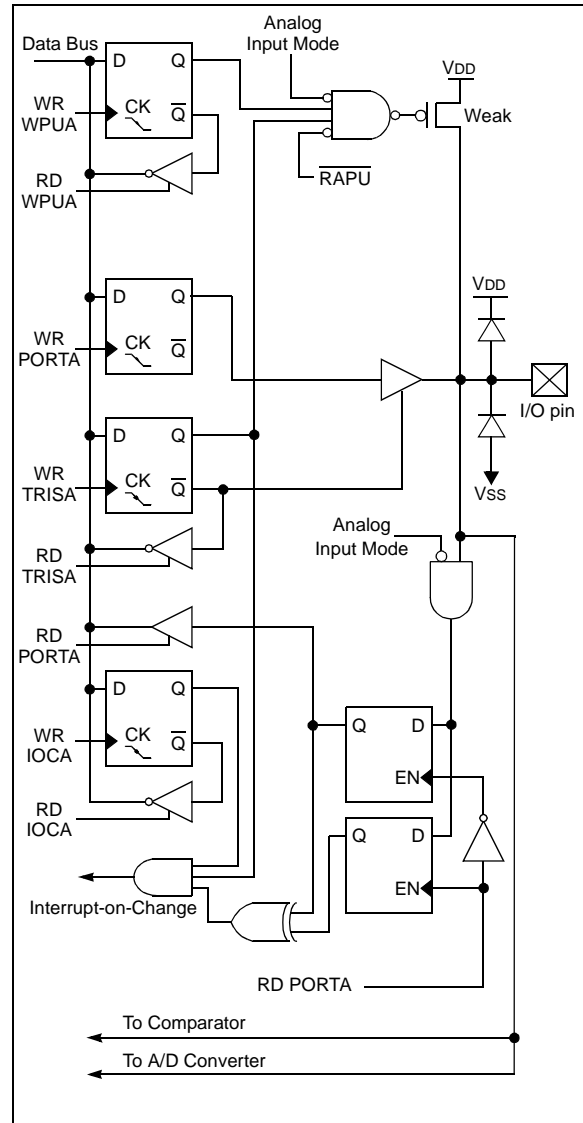 Analog
Input Mode
Data Bus
D Q
VDD
WR
WPUA
CK Q̅
Weak
RD
WPUA
R̅A̅P̅U̅
D Q
VDD
WR
PORTA
CK Q̅
I/O pin
D Q
WR
TRISA
CK Q̅
VSS
Analog
Input Mode
RD
TRISA
RD
PORTA
D Q
Q D
WR
IOCA
CK Q̅
EN
RD
IOCA
Q D
EN
Interrupt-on-Change
RD PORTA
To Comparator
To A/D Converter